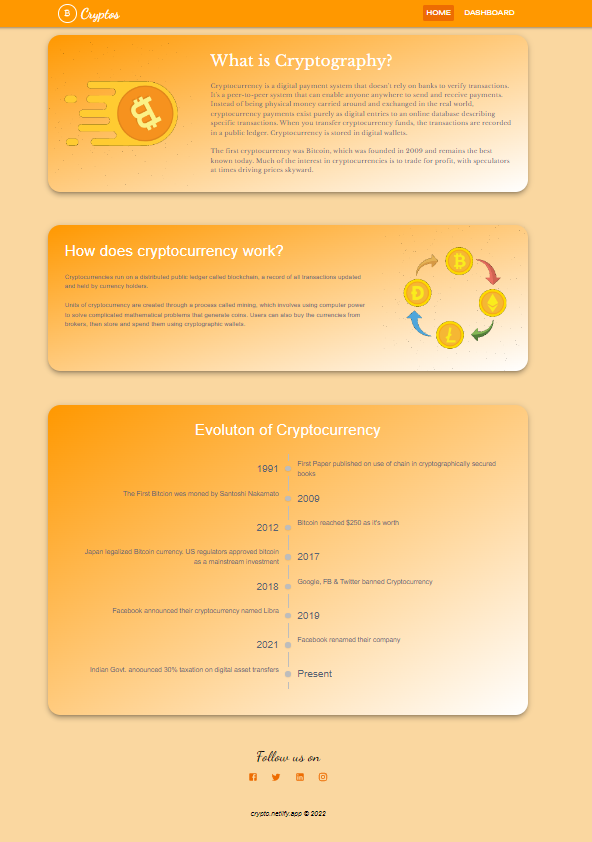 Cryptos
HOME DASHBOARD
What is Cryptography?
Cryptocurrency is a digital payment system that doesn't rely on banks to verify transactions.
It's a peer-to-peer system that can enable anyone anywhere to send and receive payments.
Instead of being physical money carried around and exchanged in the real world,
cryptocurrency payments exist purely as digital entries to an online database describing
specific transactions. When you transfer cryptocurrency funds, the transactions are recorded
in a public ledger. Cryptocurrency is stored in digital wallets.
The first cryptocurrency was Bitcoin, which was founded in 2009 and remains the best
known today. Much of the interest in cryptocurrencies is to trade for profit, with speculators
at times driving prices skyward.
How does cryptocurrency work?
Cryptocurrencies run on a distributed public ledger called blockchain, a record of all transactions updated
and held by currency holders.
Units of cryptocurrency are created through a process called mining, which involves using computer power
to solve complicated mathematical problems that generate coins. Users can also buy the currencies from
brokers, then store and spend them using cryptographic wallets.
Evoluton of Cryptocurrency
1991
First Paper published on use of chain in cryptographically secured
books
The First Bitcion wes moned by Santoshi Nakamato
2009
2012
Bitcoin reached $250 as it's worth
Japan legalized Bitcoin currency. US regulators approved bitcoin
as a mainstream investment
2017
2018
Google, FB & Twitter banned Cryptocurrency
Facebook announced their cryptocurrency named Libra
2019
2021
Facebook renamed their company
Indian Govt. anounced 30% taxation on digital asset transfers
Present
Follow us on
crypto.netlify.app © 2022